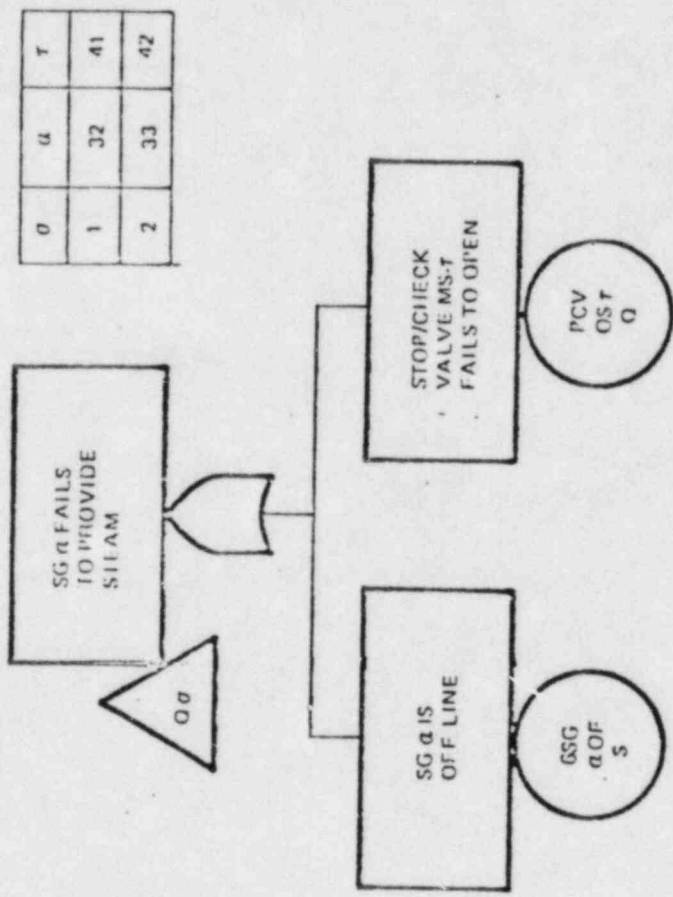 σ α τ
1 32 41
2 33 42
SG α FAILS
TO PROVIDE
STEAM
Qσ
SG α IS
OFF LINE
GSG
α OF
S
STOP/CHECK
VALVE MS-τ
FAILS TO OPEN
PCV
OS τ
Q